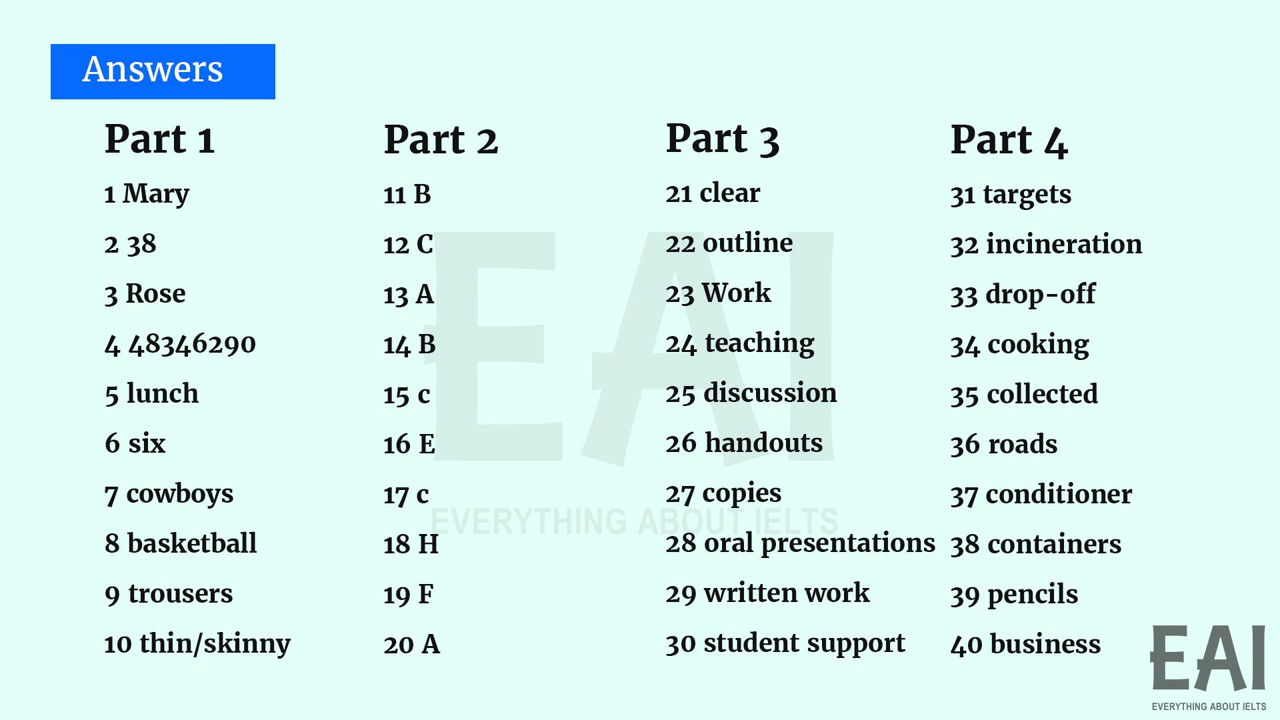 Answers
Part 1
1 Mary
2 38
3 Rose
4 48346290
5 lunch
6 six
7 cowboys
8 basketball
9 trousers
10 thin/skinny
Part 2
11 B
12 C
13 A
14 B
15 c
16 E
17 c
18 H
19 F
20 A
Part 3
21 clear
22 outline
23 Work
24 teaching
25 discussion
26 handouts
27 copies
28 oral presentations
29 written work
30 student support
Part 4
31 targets
32 incineration
33 drop-off
34 cooking
35 collected
36 roads
37 conditioner
38 containers
39 pencils
40 business
EAI
EVERYTHING ABOUT IELTS
EAI
EVERYTHING ABOUT IELTS